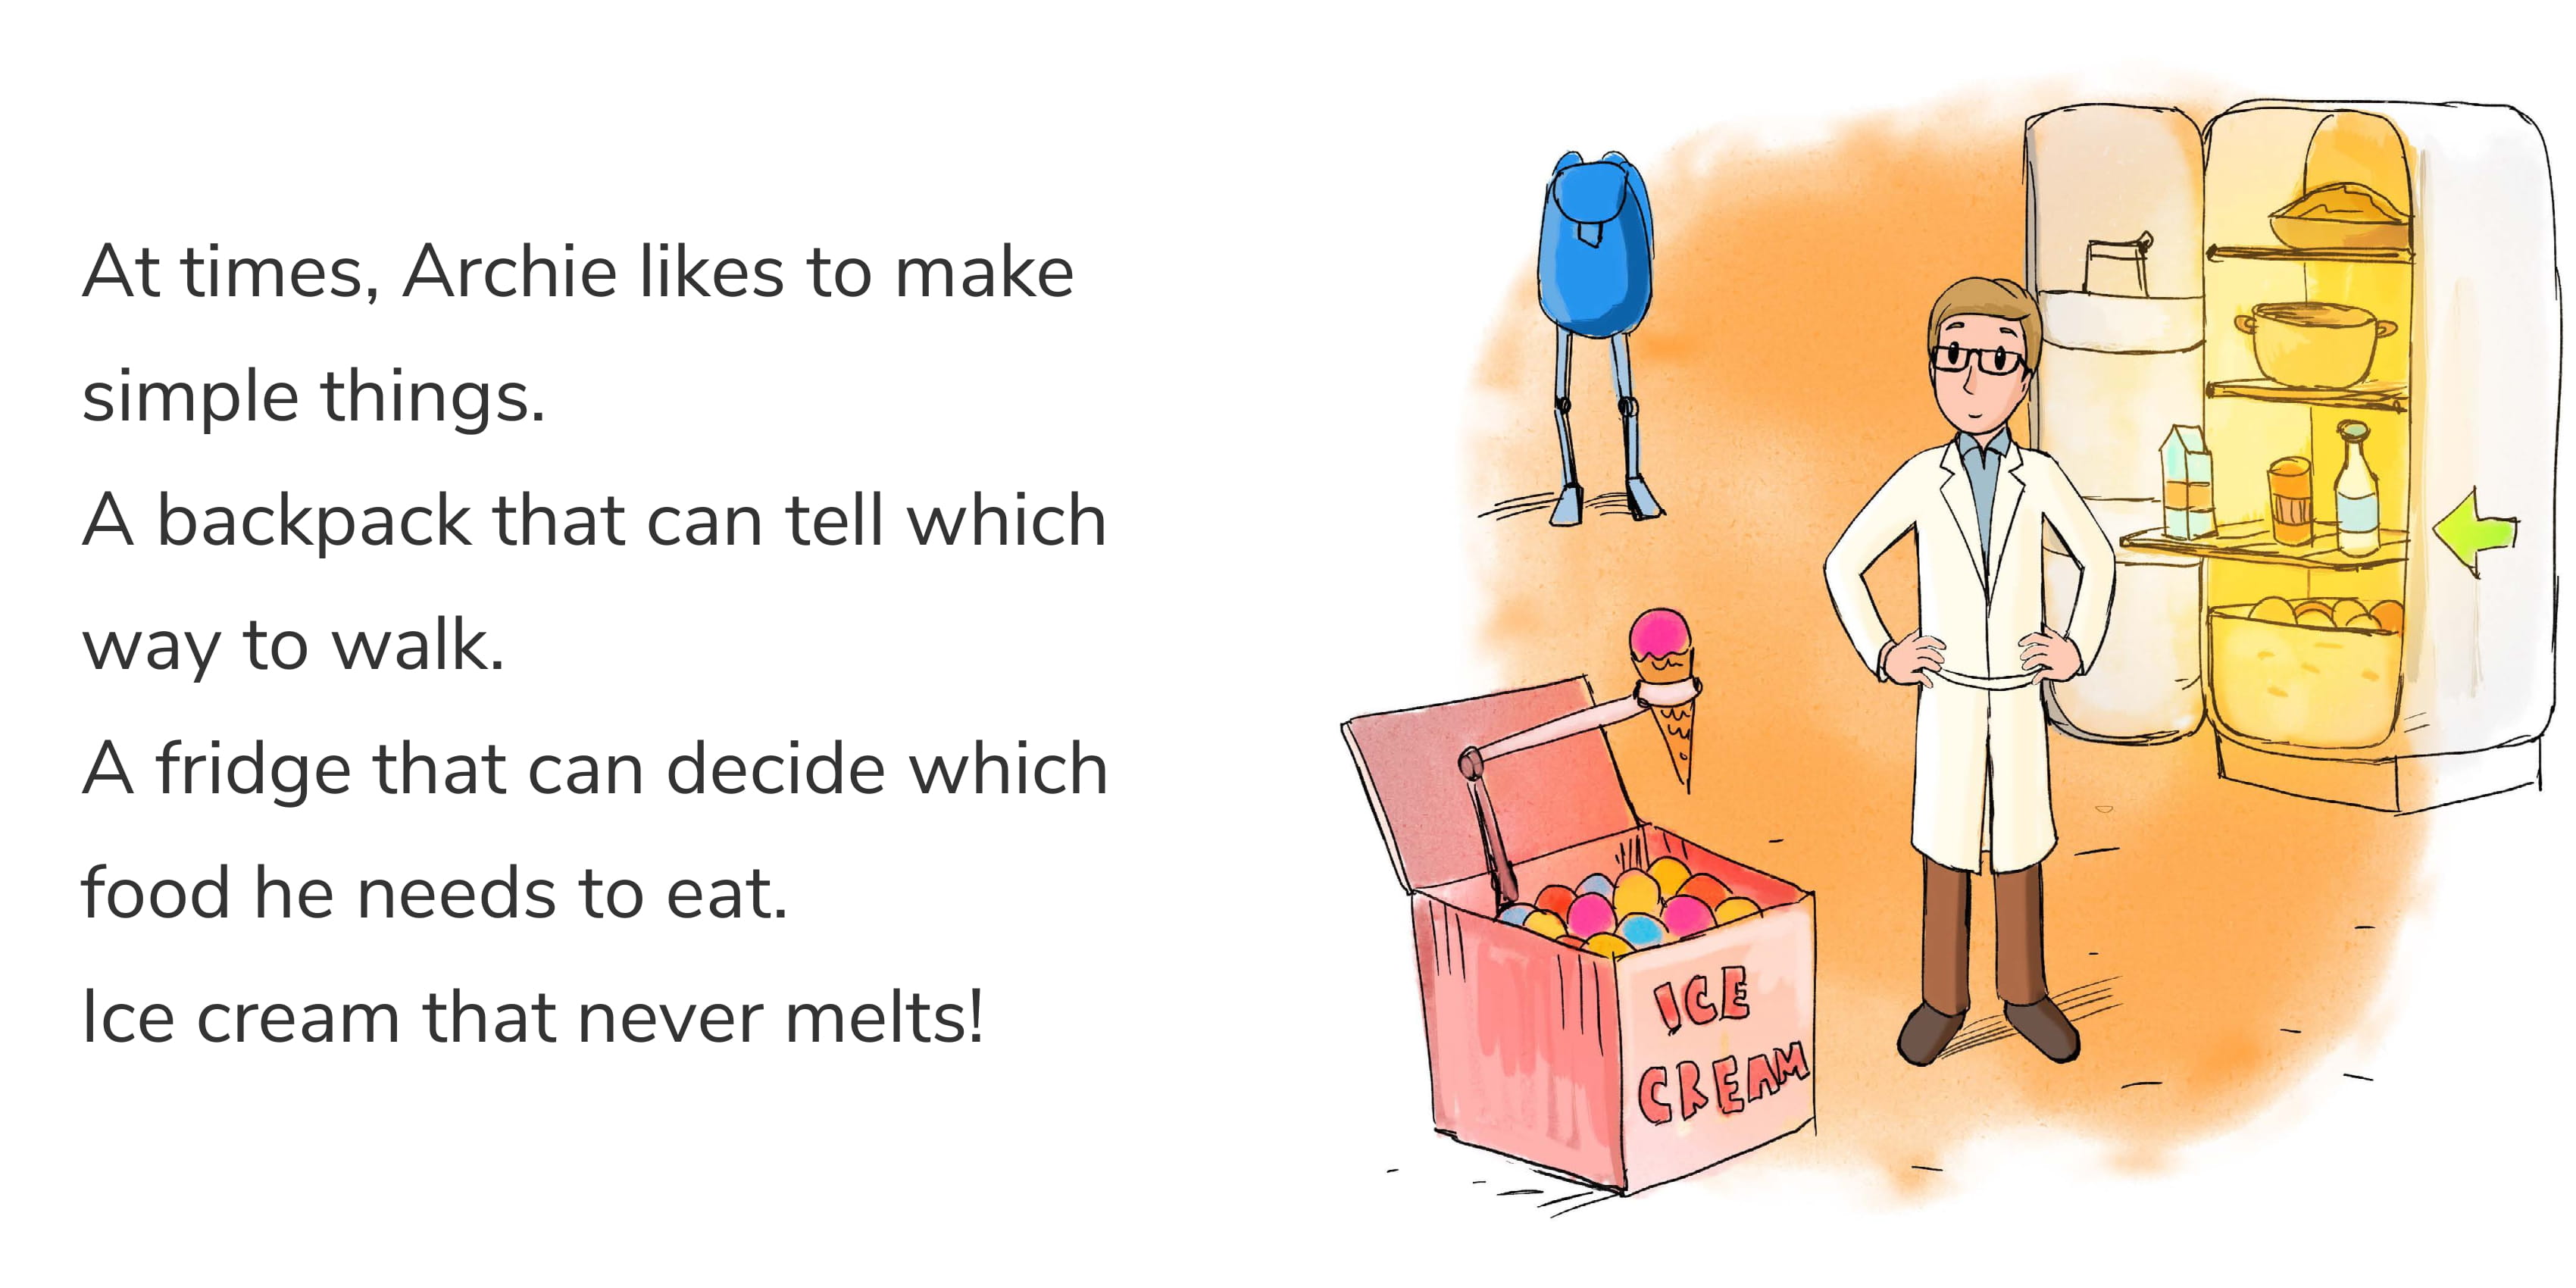 At times, Archie likes to make
simple things.
A backpack that can tell which
way to walk.
A fridge that can decide which
food he needs to eat.
Ice cream that never melts!
ICE
CREAM